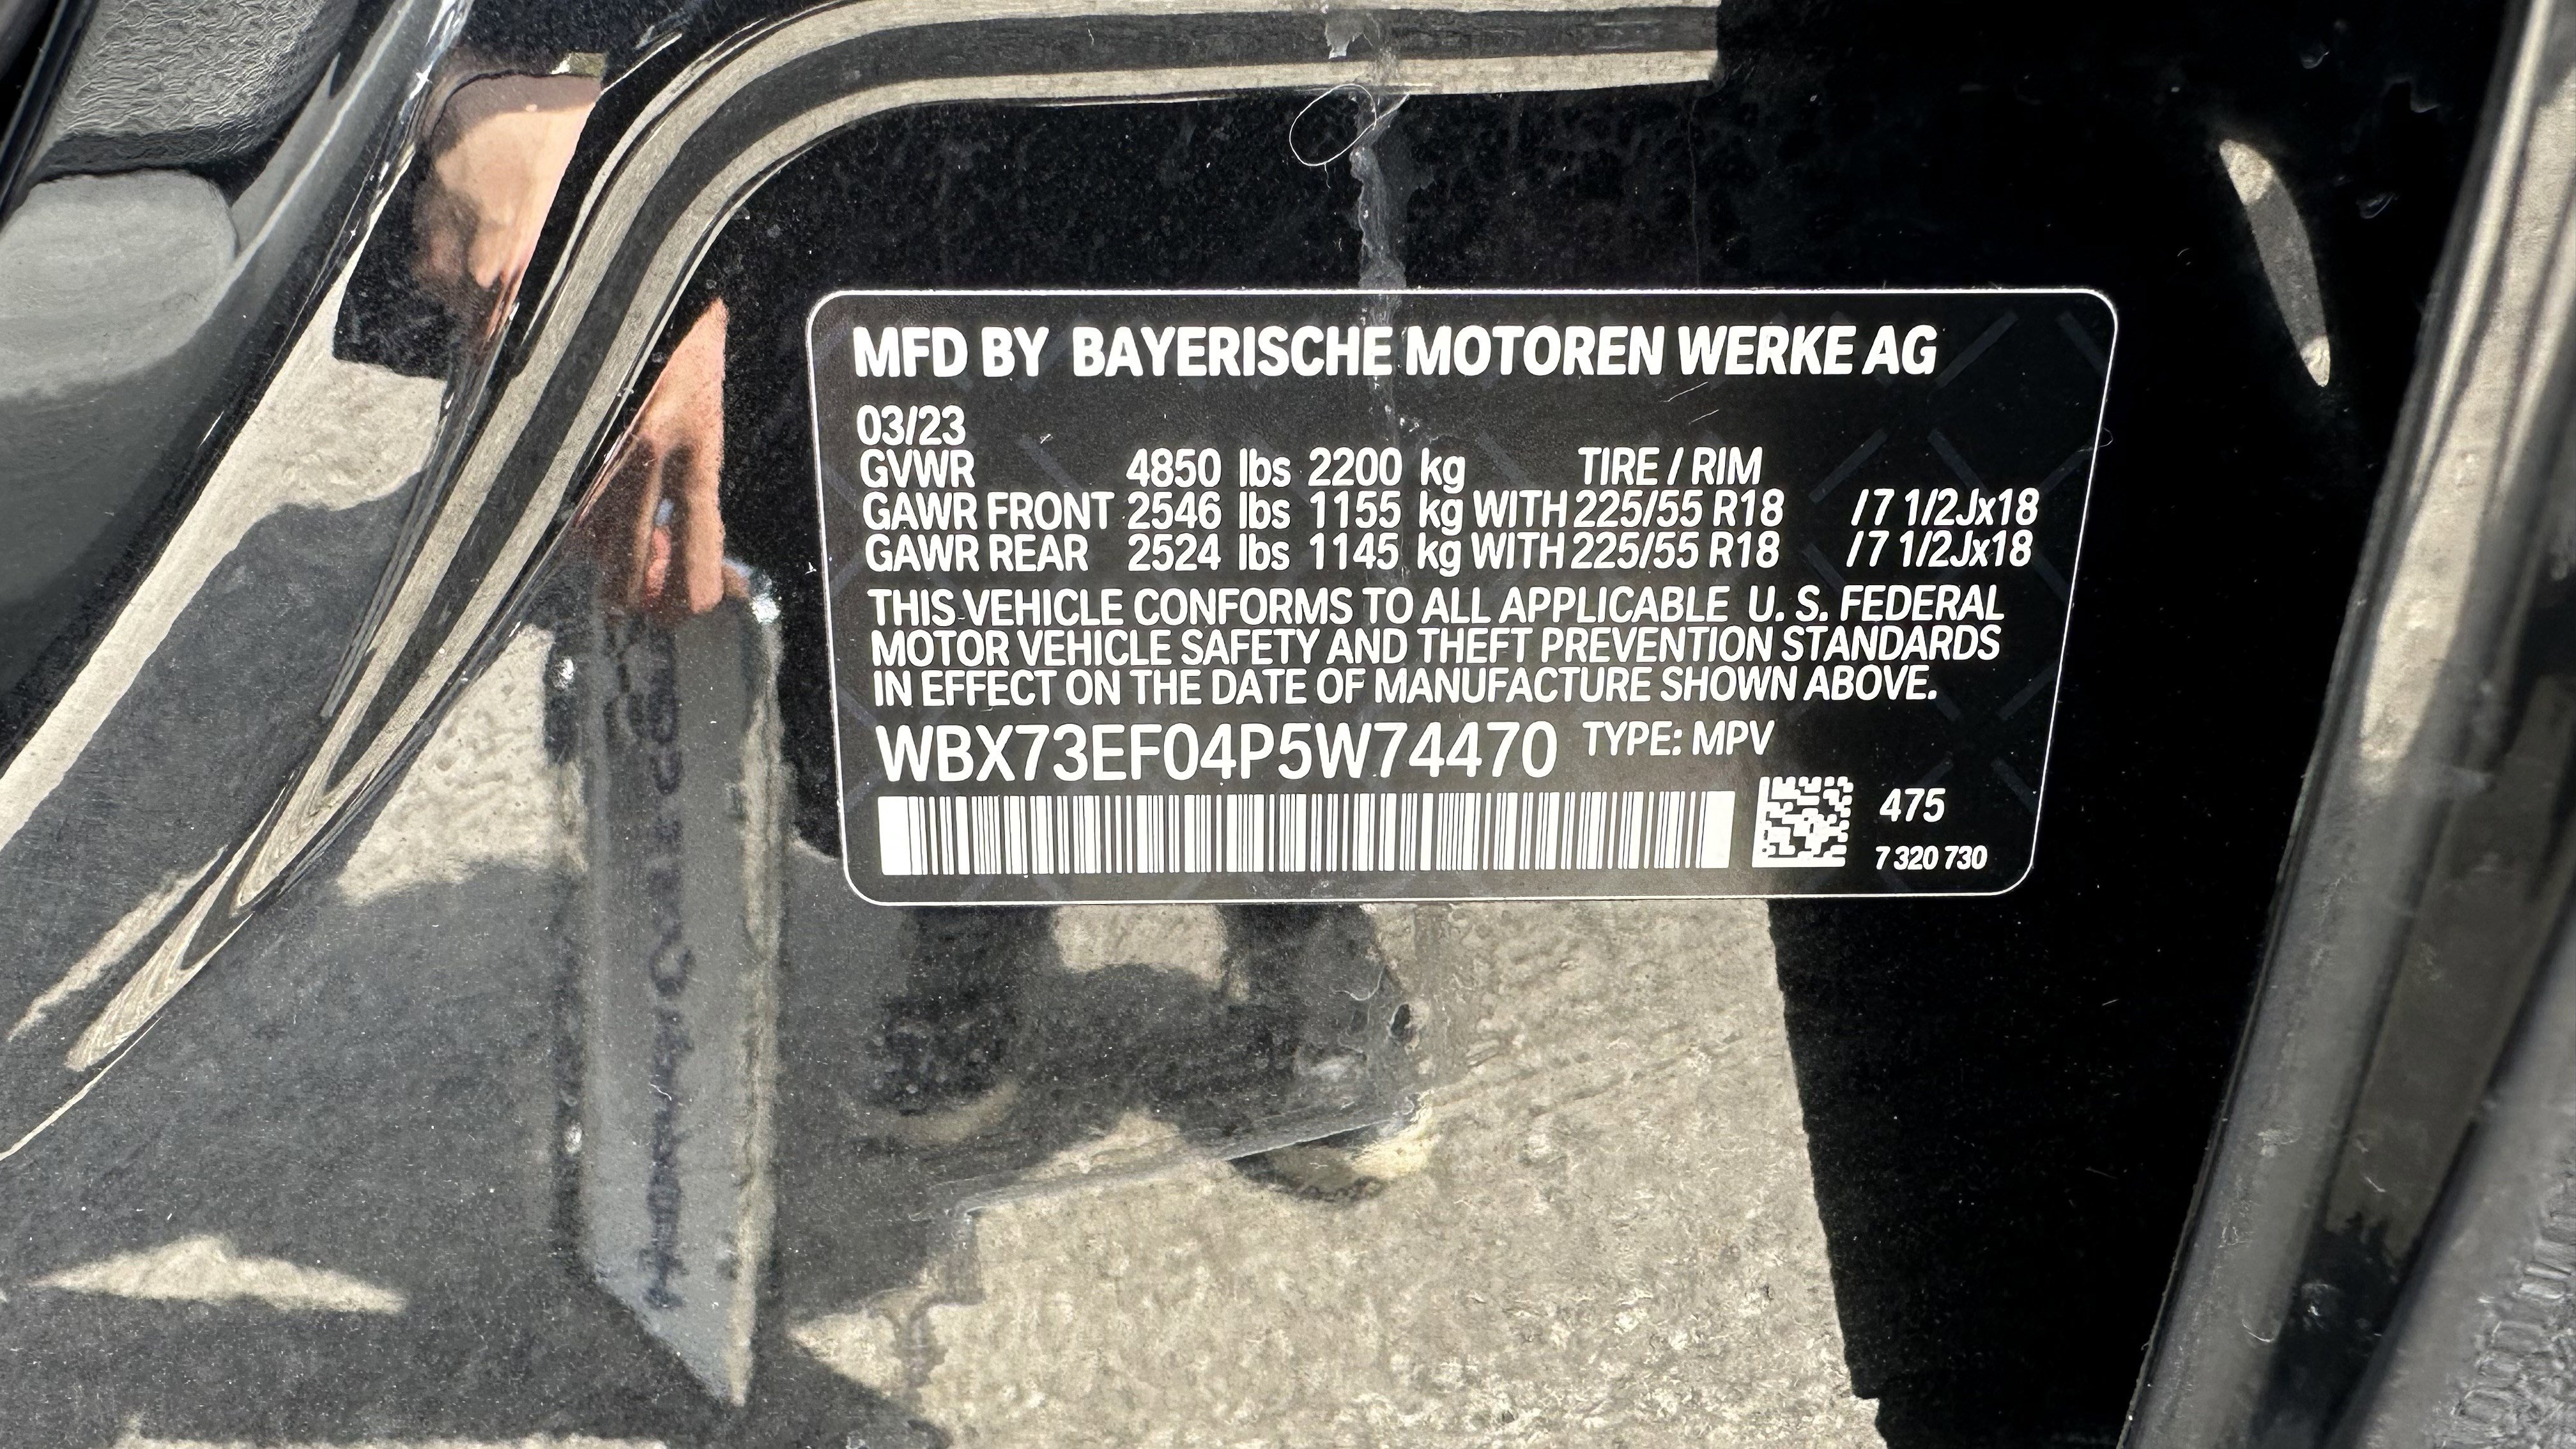 MFD BY BAYERISCHE MOTOREN WERKE AG
03/23
GVWR 4850 lbs 2200 kg TIRE / RIM
GAWR FRONT 2546 lbs 1155 kg WITH 225/55 R18 / 7 1/2Jx18
GAWR REAR 2524 lbs 1145 kg WITH 225/55 R18 / 7 1/2Jx18
THIS VEHICLE CONFORMS TO ALL APPLICABLE U. S. FEDERAL
MOTOR VEHICLE SAFETY AND THEFT PREVENTION STANDARDS
IN EFFECT ON THE DATE OF MANUFACTURE SHOWN ABOVE.
WBX73EF04P5W74470 TYPE: MPV
475
7 320 730